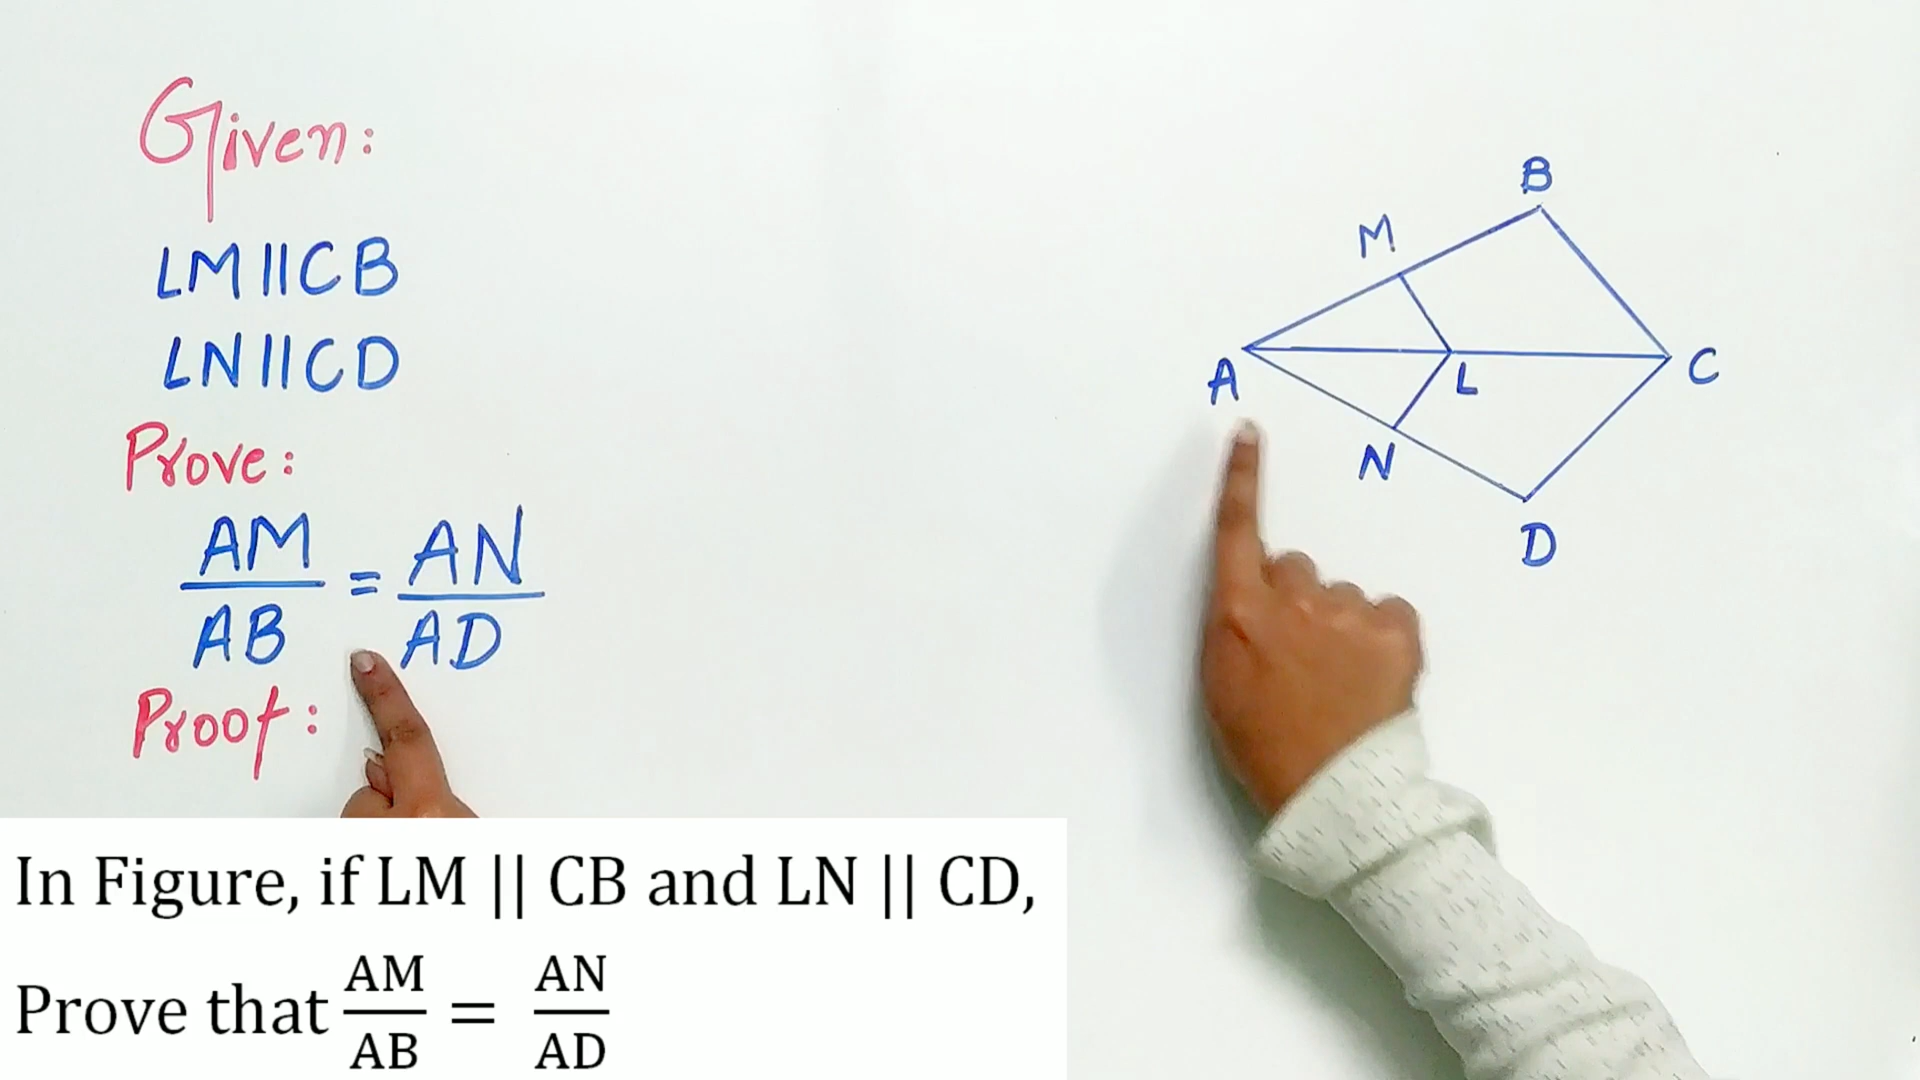 Given:
LM||CB
LN||CD
Prove:
AM/AB = AN/AD
Proof:
B
M
A
L
C
N
D
In Figure, if LM || CB and LN || CD,
Prove that AM/AB = AN/AD